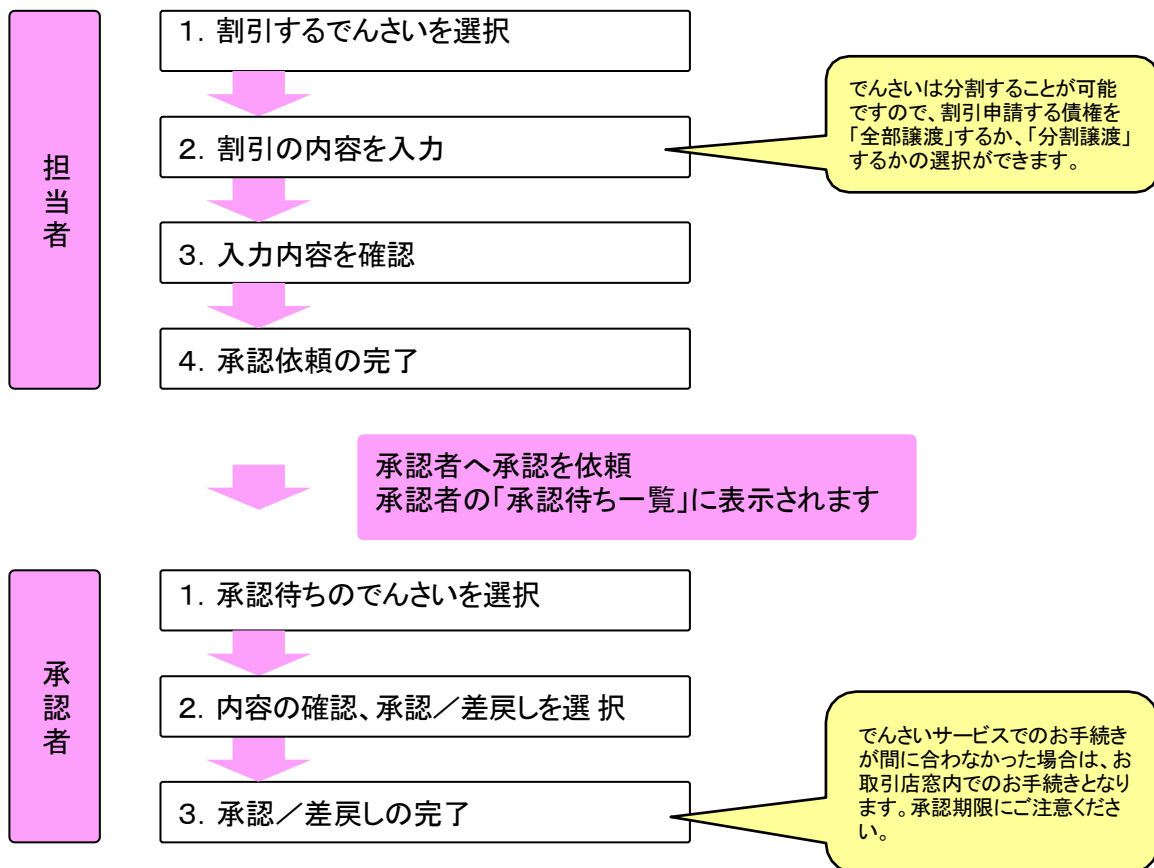 担当者
1．割引するでんさいを選択
2．割引の内容を入力
でんさいは分割することが可能
ですので、割引申請する債権を
「全部譲渡」するか、「分割譲渡」
するかの選択ができます。
3．入力内容を確認
4．承認依頼の完了
承認者へ承認を依頼
承認者の「承認待ち一覧」に表示されます
承認者
1．承認待ちのでんさいを選択
2．内容の確認、承認／差戻しを選 択
3．承認／差戻しの完了
でんさいサービスでのお手続き
が間に合わなかった場合は、お
取引店窓内でのお手続きとなり
ます。承認期限にご注意くださ
い。